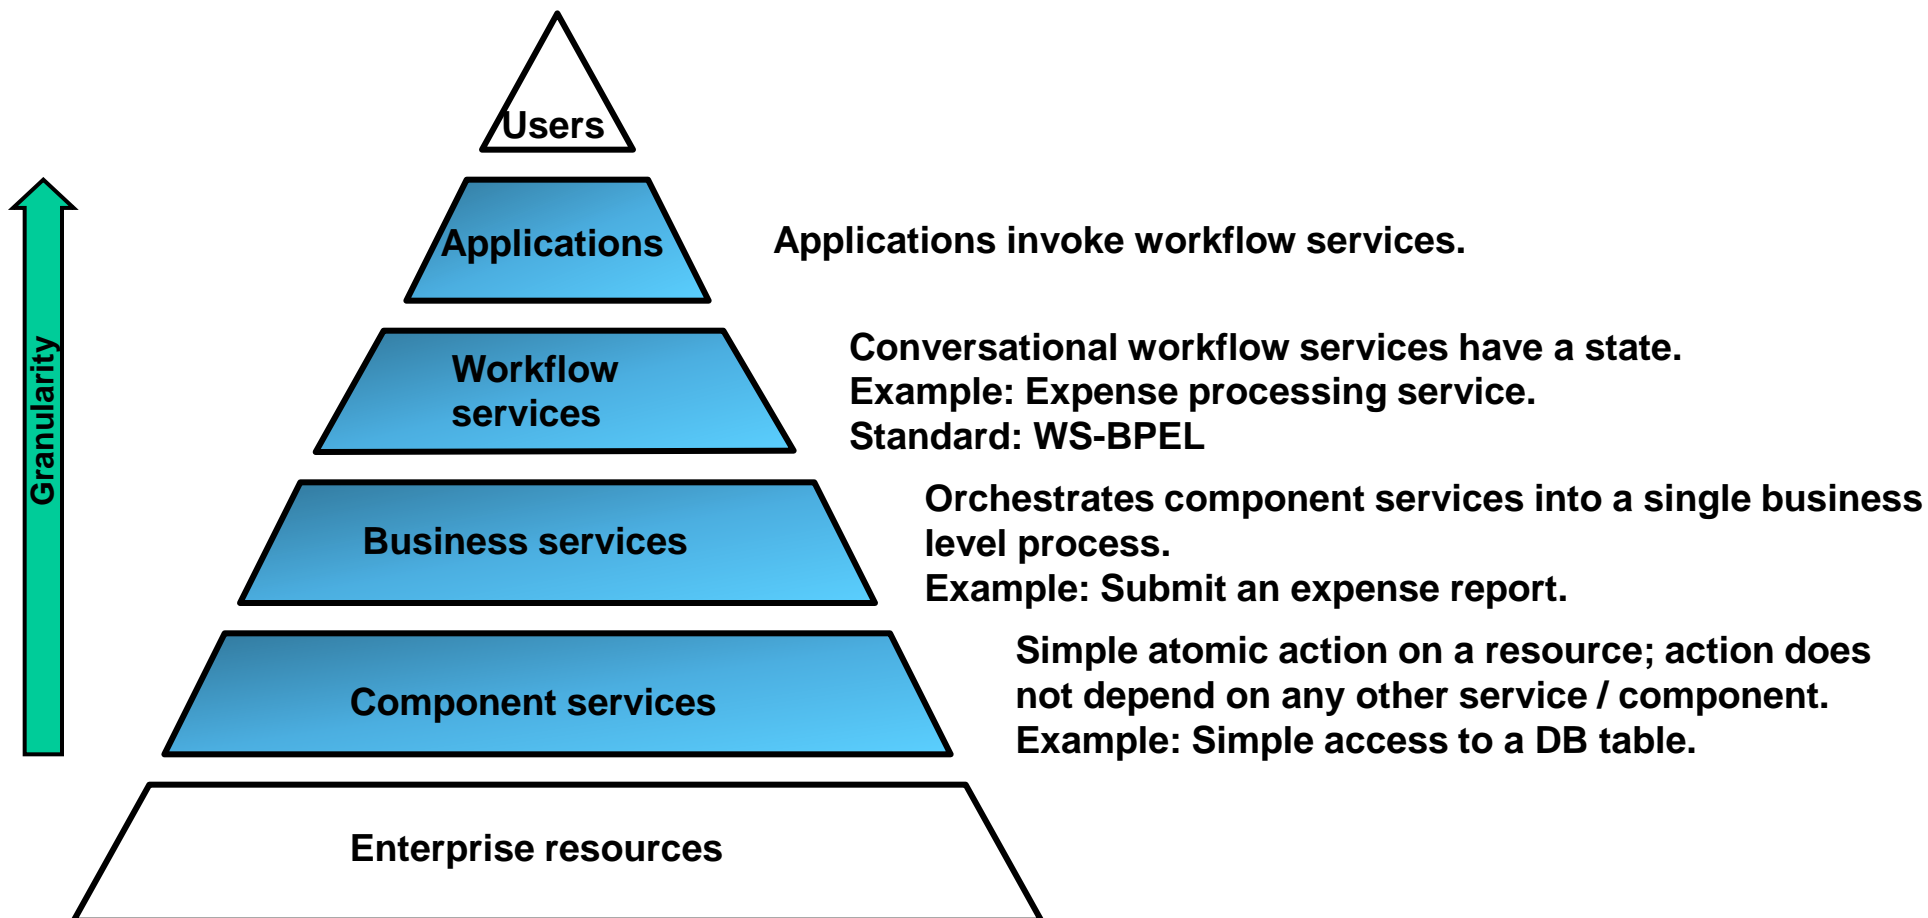 Users
Applications
Applications invoke workflow services.
Granularity
Workflow
services
Conversational workflow services have a state.
Example: Expense processing service.
Standard: WS-BPEL
Business services
Orchestrates component services into a single business
level process.
Example: Submit an expense report.
Component services
Simple atomic action on a resource; action does
not depend on any other service / component.
Example: Simple access to a DB table.
Enterprise resources